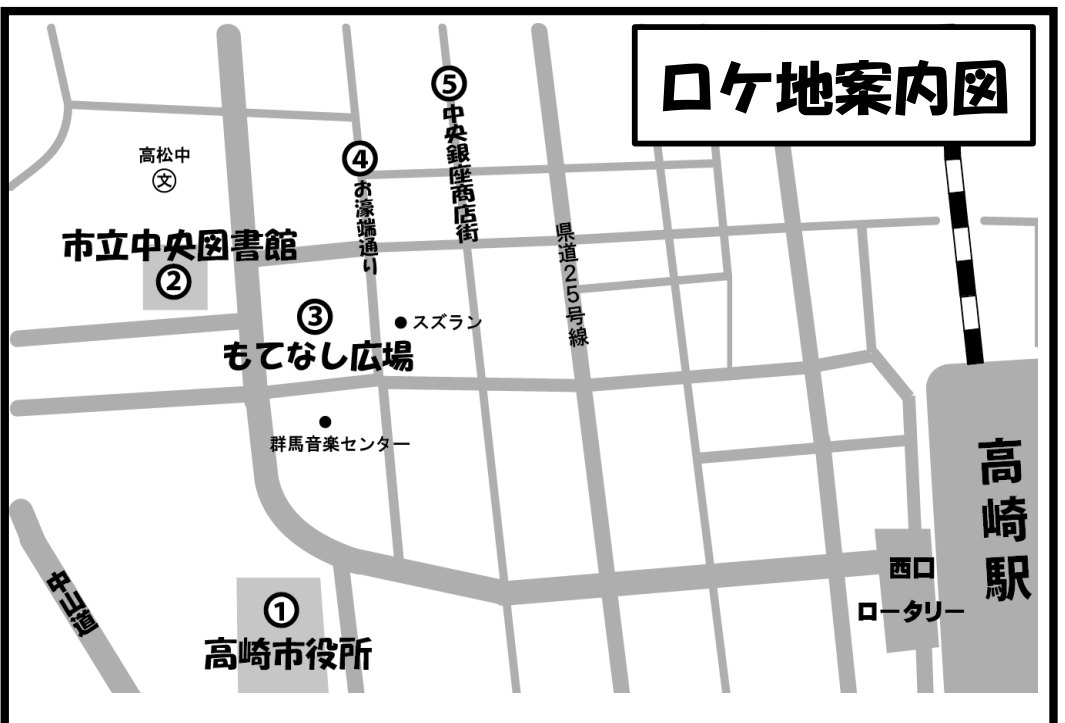 ロケ地案内図
⑤
中央銀座商店街
④
お濠端通り
高松中
文
市立中央図書館
②
県道25号線
③
もてなし広場
スズラン
群馬音楽センター
高崎駅
西口
ロータリー
中山道
①
高崎市役所